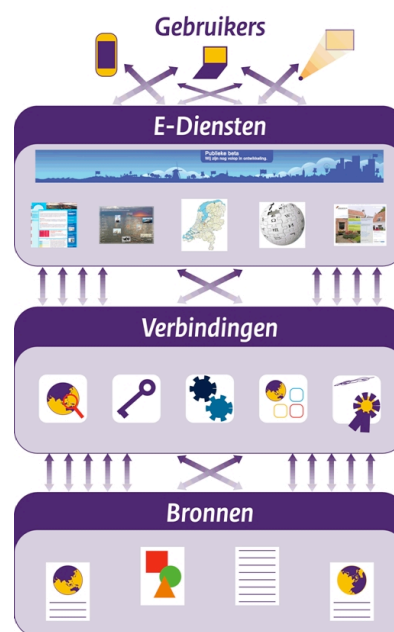 Gebruikers
E-Diensten
Publieke beta
Wij zijn nog volop in ontwikkeling.
Verbindingen
Bronnen